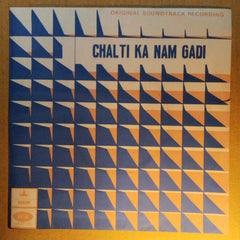 ORIGINAL SOUNDTRACK RECORDING
CHALTI KA NAM GADI